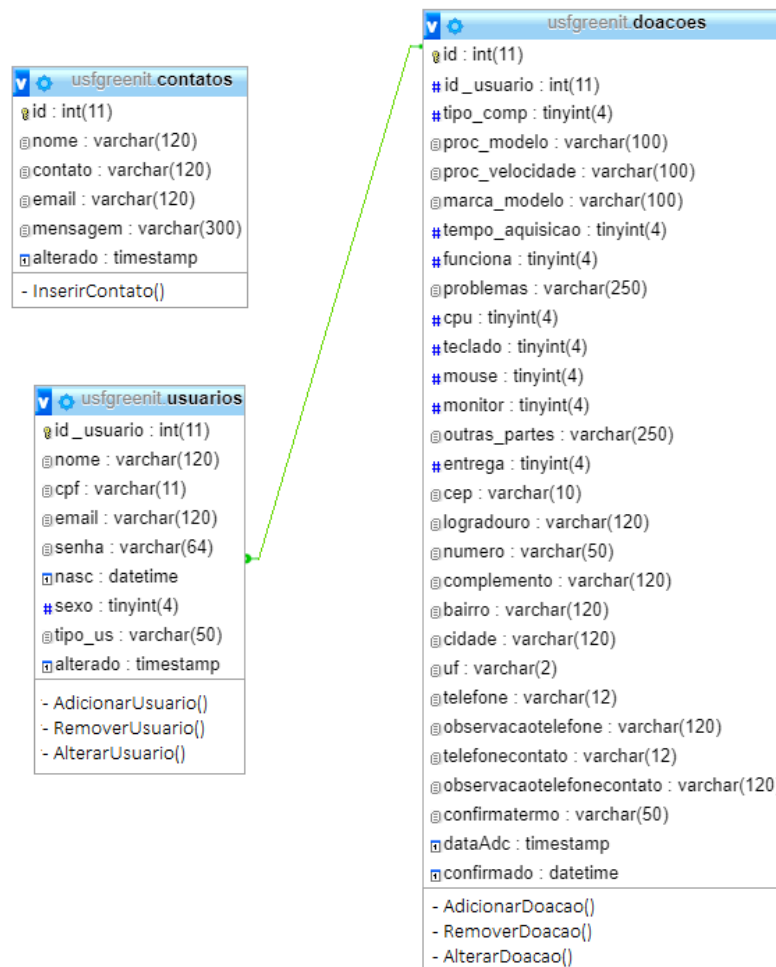 usfgreenit.contatos
id : int(11)
nome : varchar(120)
contato : varchar(120)
email : varchar(120)
mensagem : varchar(300)
alterado : timestamp
- InserirContato()
usfgreenit.usuarios
id_usuario : int(11)
nome : varchar(120)
cpf : varchar(11)
email : varchar(120)
senha : varchar(64)
nasc : datetime
# sexo : tinyint(4)
tipo_us : varchar(50)
alterado : timestamp
- AdicionarUsuario()
- RemoverUsuario()
- AlterarUsuario()
usfgreenit.doacoes
id : int(11)
# id_usuario : int(11)
# tipo_comp : tinyint(4)
proc_modelo : varchar(100)
proc_velocidade : varchar(100)
marca_modelo : varchar(100)
# tempo_aquisicao : tinyint(4)
# funciona : tinyint(4)
problemas : varchar(250)
# cpu : tinyint(4)
# teclado : tinyint(4)
# mouse : tinyint(4)
# monitor : tinyint(4)
outras_partes : varchar(250)
# entrega : tinyint(4)
cep : varchar(10)
logradouro : varchar(120)
numero : varchar(50)
complemento : varchar(120)
bairro : varchar(120)
cidade : varchar(120)
uf : varchar(2)
telefone : varchar(12)
observacaotelefone : varchar(120)
telefonecontato : varchar(12)
observacaotelefonecontato : varchar(120
confirmatermo : varchar(50)
dataAdc : timestamp
confirmado : datetime
- AdicionarDoacao()
- RemoverDoacao()
- AlterarDoacao()